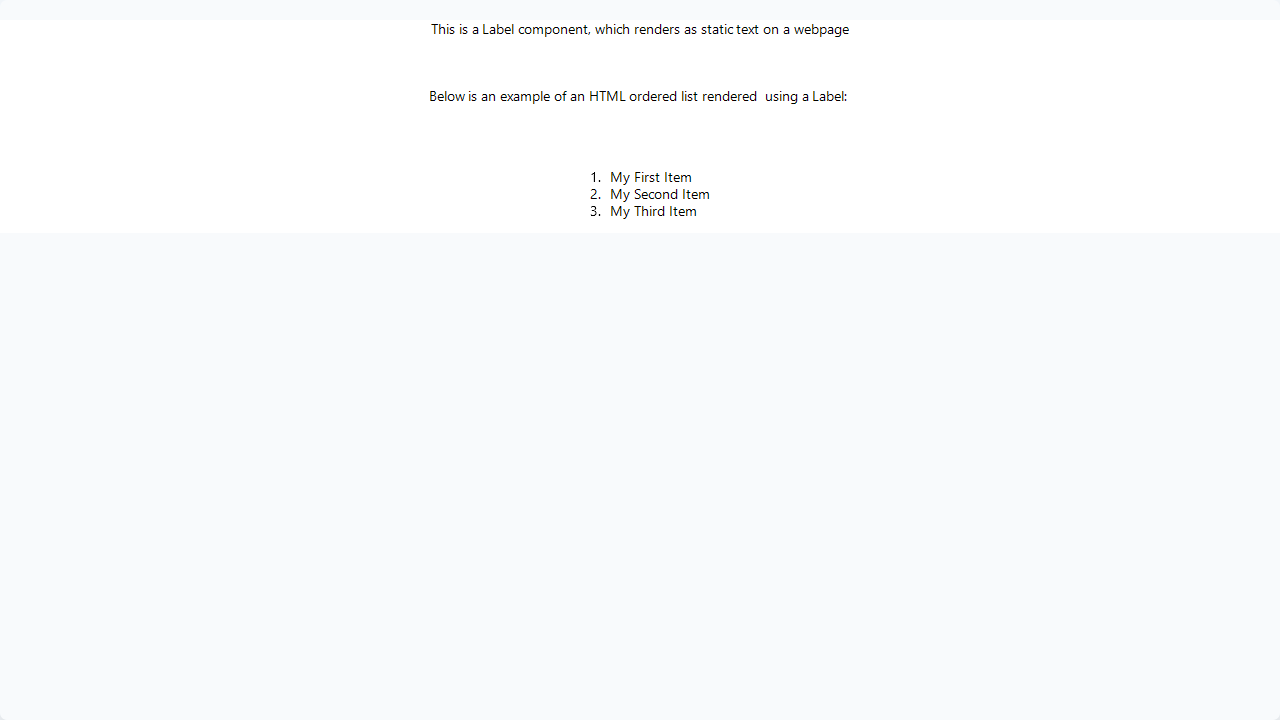 This is a Label component, which renders as static text on a webpage
Below is an example of an HTML ordered list rendered  using a Label:
1. My First Item
2. My Second Item
3. My Third Item